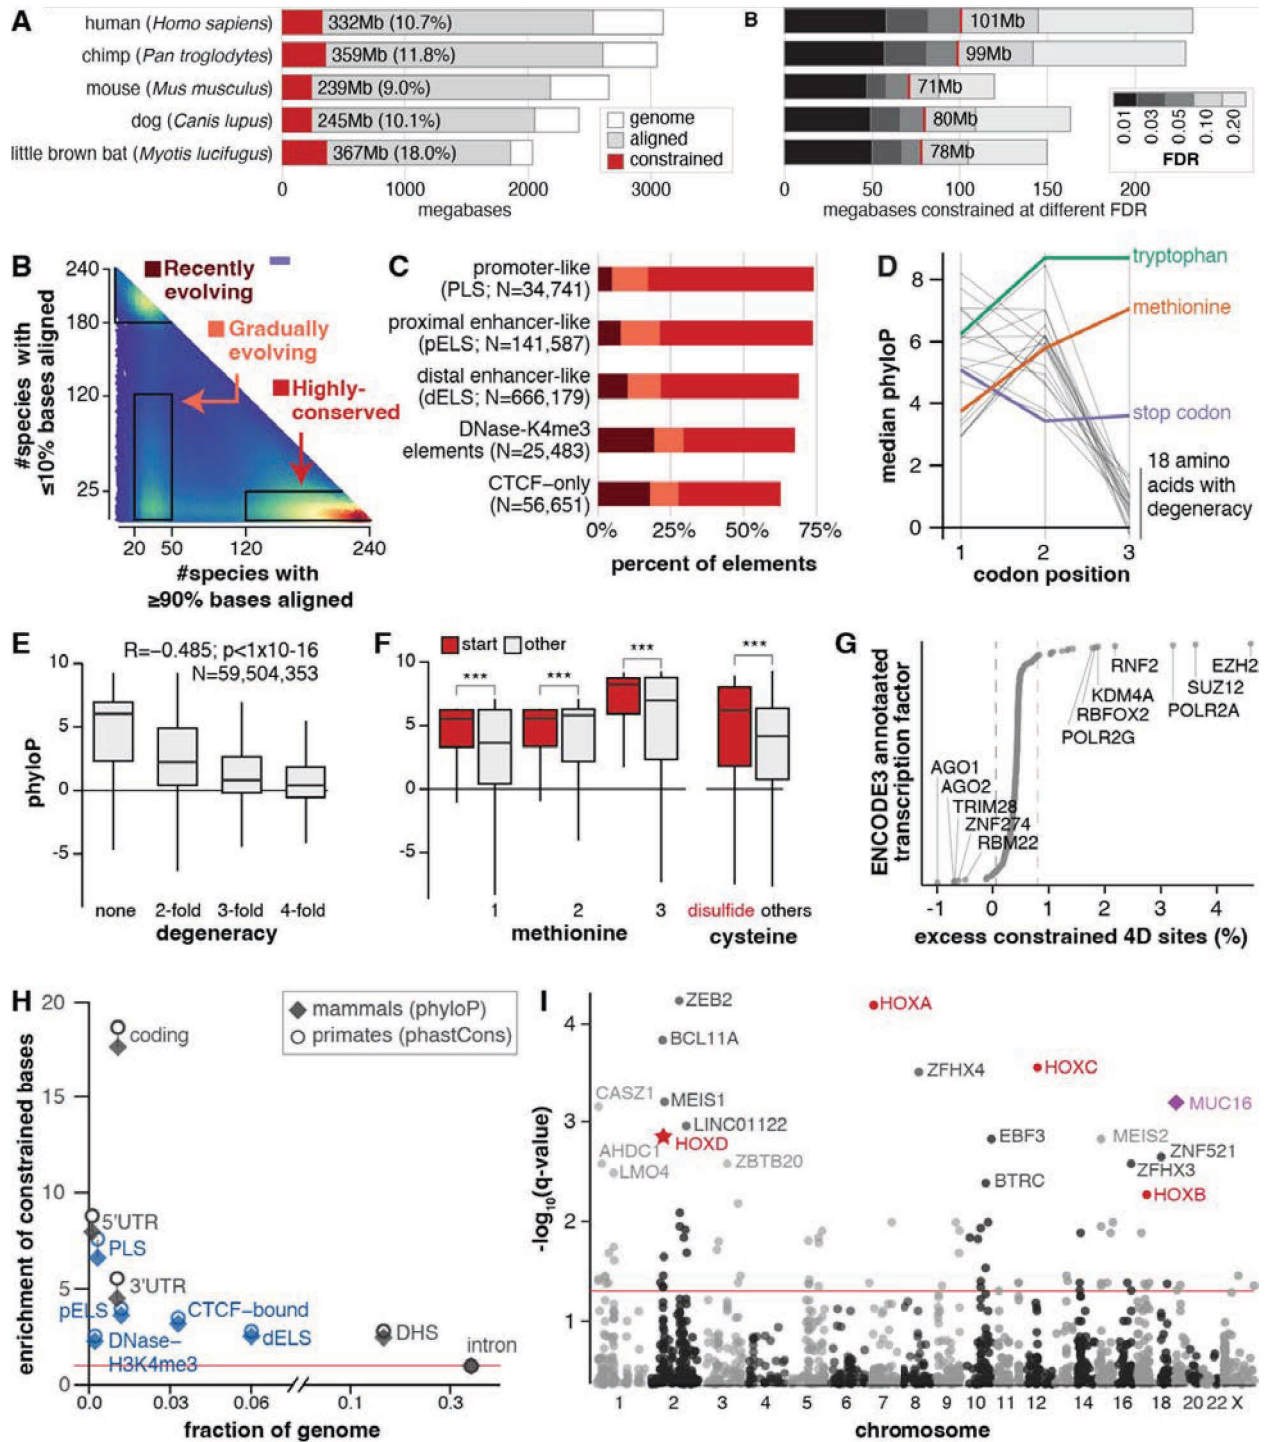 A
human (Homo sapiens)
332Mb (10.7%)
chimp (Pan troglodytes)
359Mb (11.8%)
mouse (Mus musculus)
239Mb (9.0%)
dog (Canis lupus)
245Mb (10.1%)
little brown bat (Myotis lucifugus)
367Mb (18.0%)
genome
aligned
constrained
0 1000 2000 3000
megabases
B
101Mb
99Mb
71Mb
80Mb
78Mb
0.01 0.03 0.05 0.10 0.20
FDR
0 50 100 150 200
megabases constrained at different FDR
B
240
180
120
25
#species with
≤10% bases aligned
Recently
evolving
Gradually
evolving
Highly-
conserved
20 50 120 240
#species with
≥90% bases aligned
C
promoter-like
(PLS; N=34,741)
proximal enhancer-like
(pELS; N=141,587)
distal enhancer-like
(dELS; N=666,179)
DNase-K4me3
elements (N=25,483)
CTCF-only
(N=56,651)
0% 25% 50% 75%
percent of elements
D
8
6
4
2
0
median phyloP
tryptophan
methionine
stop codon
18 amino
acids with
degeneracy
1 2 3
codon position
E
R=−0.485; p<1x10-16
N=59,504,353
10
5
0
-5
phyloP
none 2-fold 3-fold 4-fold
degeneracy
F
start other
10
5
0
-5
*** *** *** ***
1 2 3
methionine
disulfide others
cysteine
G
ENCODE3 annotaated
transcription factor
RNF2
EZH2
SUZ12
KDM4A
POLR2A
RBFOX2
POLR2G
AGO1
AGO2
TRIM28
ZNF274
RBM22
-1 0 1 2 3 4
excess constrained 4D sites (%)
H
20
15
10
5
0
enrichment of constrained bases
mammals (phyloP)
primates (phastCons)
coding
5'UTR
PLS
3'UTR
pELS
CTCF−bound
DNase−
H3K4me3
dELS
DHS
intron
0.0 0.03 0.06 0.1 0.3
fraction of genome
I
4
3
2
1
-log10(q-value)
ZEB2
HOXA
BCL11A
ZFHX4
HOXC
CASZ1
MEIS1
MUC16
LINC01122
HOXD
EBF3
MEIS2
AHDC1
ZBTB20
ZNF521
LMO4
ZFHX3
BTRC
HOXB
1 2 3 4 5 6 7 8 9 10 11 12 14 16 18 20 22 X
chromosome